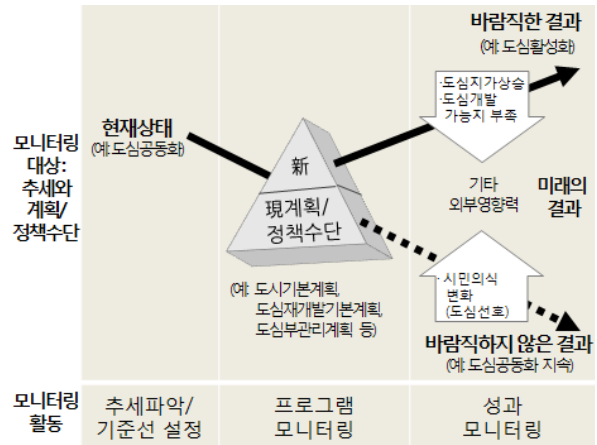 바람직한 결과
(예: 도심활성화)
·도심지가상승
·도심개발
가능지 부족
현재상태
(예:도심공동화)
모니터링
대상:
추세와
계획/
정책수단
新
現계획/
정책수단
기타
외부영향력
미래의
결과
(예: 도시기본계획,
도심재개발기본계획,
도심부관리계획 등)
· 시민의식
변화
(도심선호)
바람직하지 않은 결과
(예: 도심공동화 지속)
모니터링
활동
추세파악/
기준선 설정
프로그램
모니터링
성과
모니터링